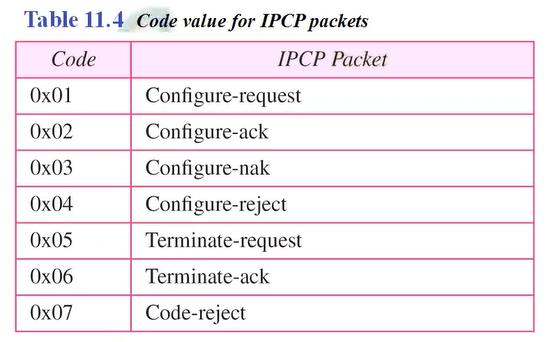 Table 11.4 Code value for IPCP packets
Code IPCP Packet
0x01 Configure-request
0x02 Configure-ack
0x03 Configure-nak
0x04 Configure-reject
0x05 Terminate-request
0x06 Terminate-ack
0x07 Code-reject